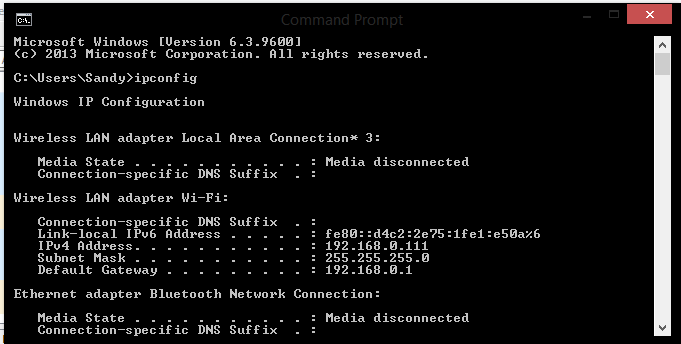 Command Prompt
Microsoft Windows [Version 6.3.9600]
(c) 2013 Microsoft Corporation. All rights reserved.
C:\Users\Sandy>ipconfig
Windows IP Configuration
Wireless LAN adapter Local Area Connection* 3:
   Media State . . . . . . . . . . . : Media disconnected
   Connection-specific DNS Suffix  . :
Wireless LAN adapter Wi-Fi:
   Connection-specific DNS Suffix  . :
   Link-local IPv6 Address . . . . . : fe80::d4c2:2e75:1fe1:e50a%6
   IPv4 Address. . . . . . . . . . . : 192.168.0.111
   Subnet Mask . . . . . . . . . . . : 255.255.255.0
   Default Gateway . . . . . . . . . : 192.168.0.1
Ethernet adapter Bluetooth Network Connection:
   Media State . . . . . . . . . . . : Media disconnected
   Connection-specific DNS Suffix  . :